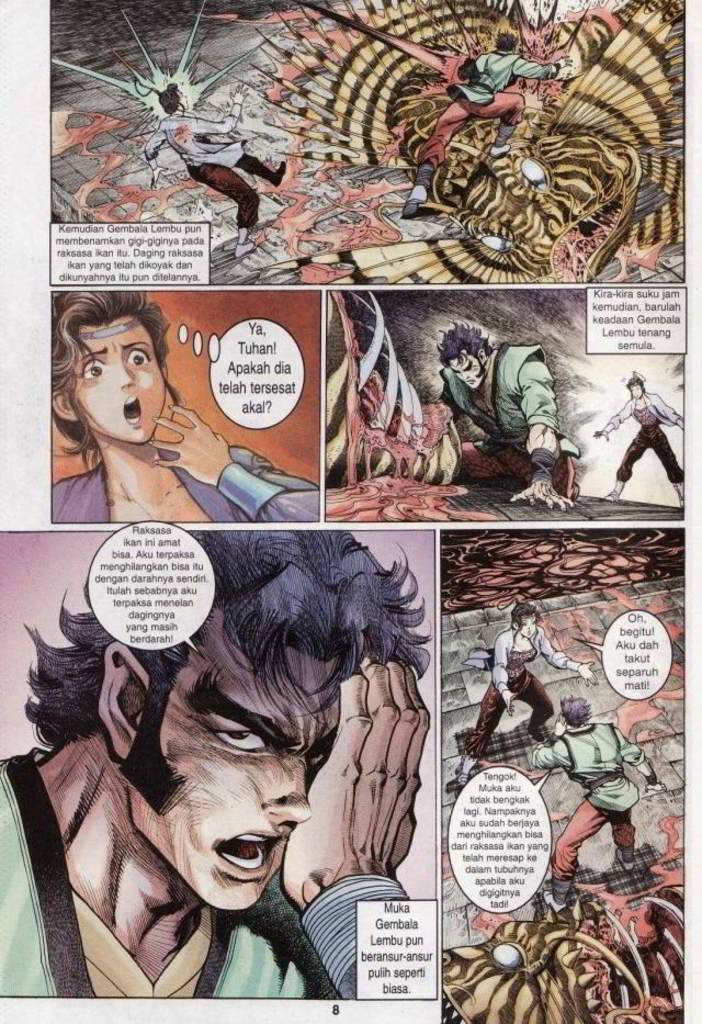 Kemudian Gembala Lembu pun
membenamkan gigi-giginya pada
raksasa ikan itu. Daging raksasa
ikan yang telah dikoyak dan
dikunyahnya itu pun ditelannya.
Ya,
Tuhan!
Apakah dia
telah tersesat
akal?
Kira-kira suku jam
kemudian, barulah
keadaan Gembala
Lembu tenang
semula.
Raksasa
ikan ini amat
bisa. Aku terpaksa
menghilangkan bisa itu
dengan darahnya sendiri.
Itulah sebabnya aku
terpaksa menelan
dagingnya
yang masih
berdarah!
Muka
Gembala
Lembu pun
beransur-ansur
pulih seperti
biasa.
Oh,
begitu!
Aku dah
takut
separuh
mati!
Tengok!
Muka aku
tidak bengkak
lagi. Nampaknya
aku sudah berjaya
menghilangkan bisa
dari raksasa ikan yang
telah meresap ke
dalam tubuhnya
apabila aku
digigitnya
tadi!
8